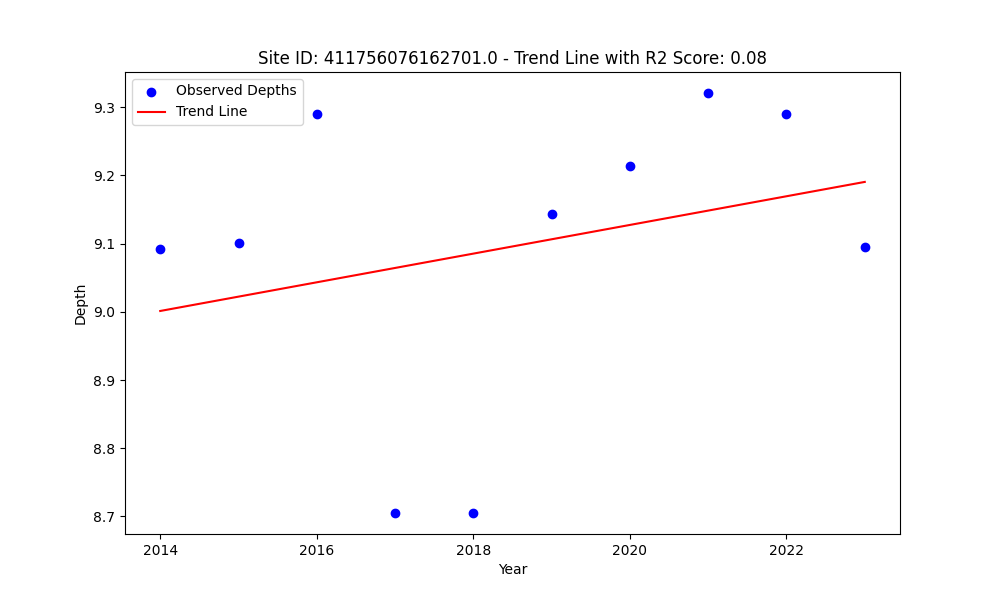 Site ID: 411756076162701.0 - Trend Line with R2 Score: 0.08
Observed Depths
Trend Line
9.3
9.2
9.1
9.0
8.9
8.8
8.7
Depth
2014
2016
2018
2020
2022
Year